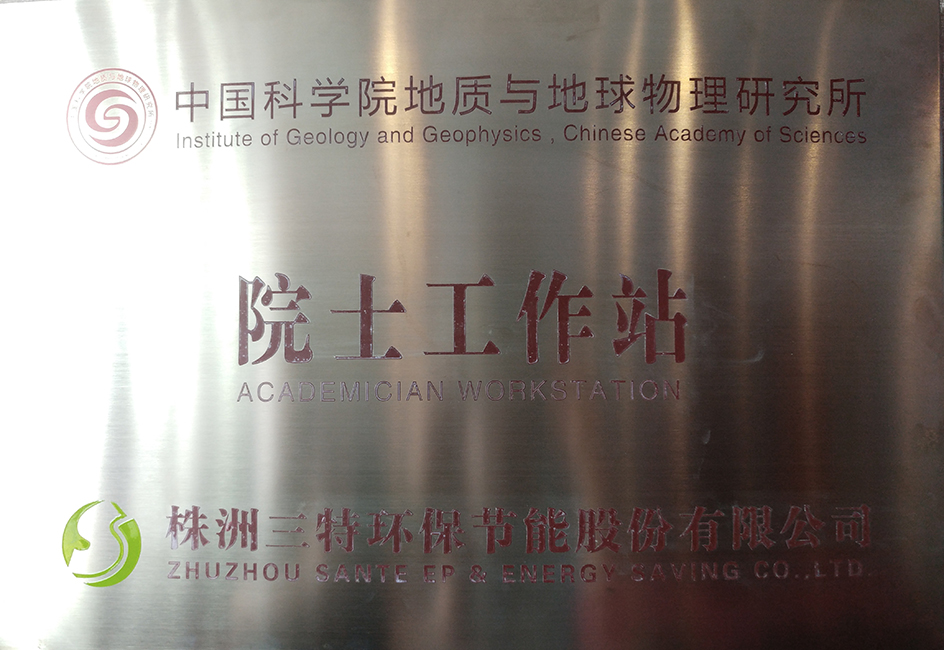 中国科学院地质与地球物理研究所
Institute of Geology and Geophysics , Chinese Academy of Sciences
院士工作站
ACADEMICIAN WORKSTATION
株洲三特环保节能股份有限公司
ZHUZHOU SANTE EP & ENERGY-SAVING CO.,LTD.